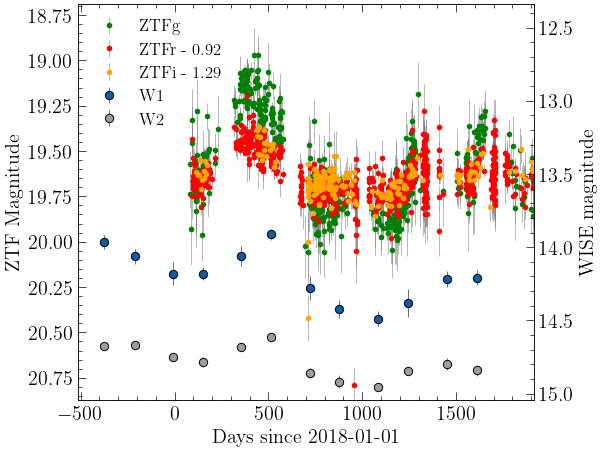 ZTFg
ZTFr - 0.92
ZTFi - 1.29
W1
W2
18.75
19.00
19.25
19.50
19.75
20.00
20.25
20.50
20.75
12.5
13.0
13.5
14.0
14.5
15.0
−500
0
500
1000
1500
ZTF Magnitude
WISE magnitude
Days since 2018-01-01